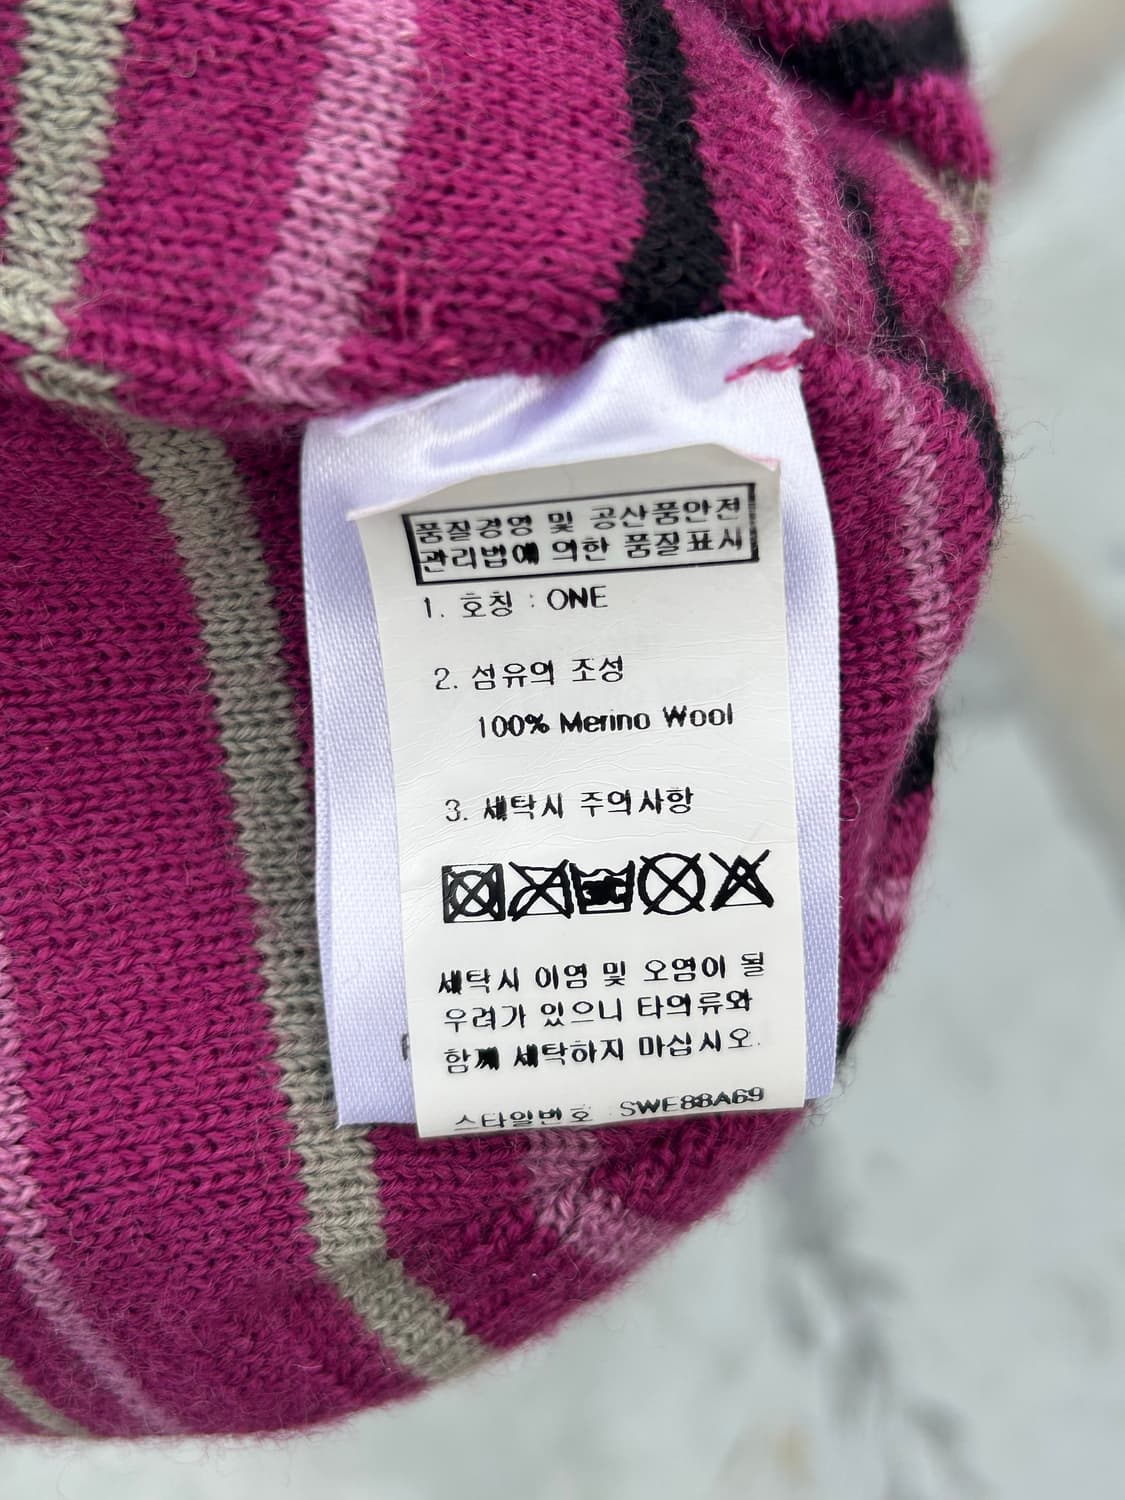 품질경영 및 공산품안전
관리법에 의한 품질표시
1. 호칭 : ONE
2. 섬유의 조성
100% Merino Wool
3. 세탁시 주의사항
세탁시 이염 및 오염이 될
우려가 있으니 타의류와
함께 세탁하지 마십시오.
스타일번호 SWE88A69